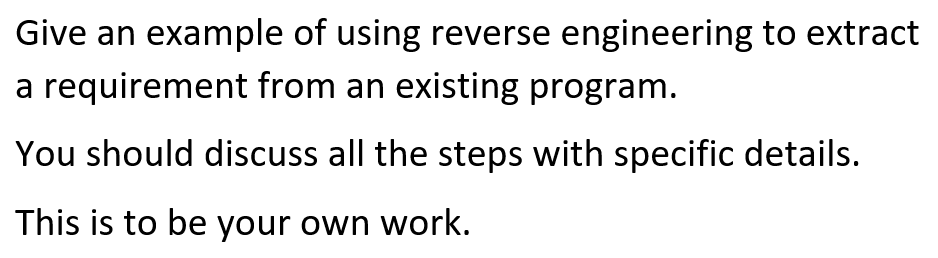 Give an example of using reverse engineering to extract
a requirement from an existing program.
You should discuss all the steps with specific details.
This is to be your own work.